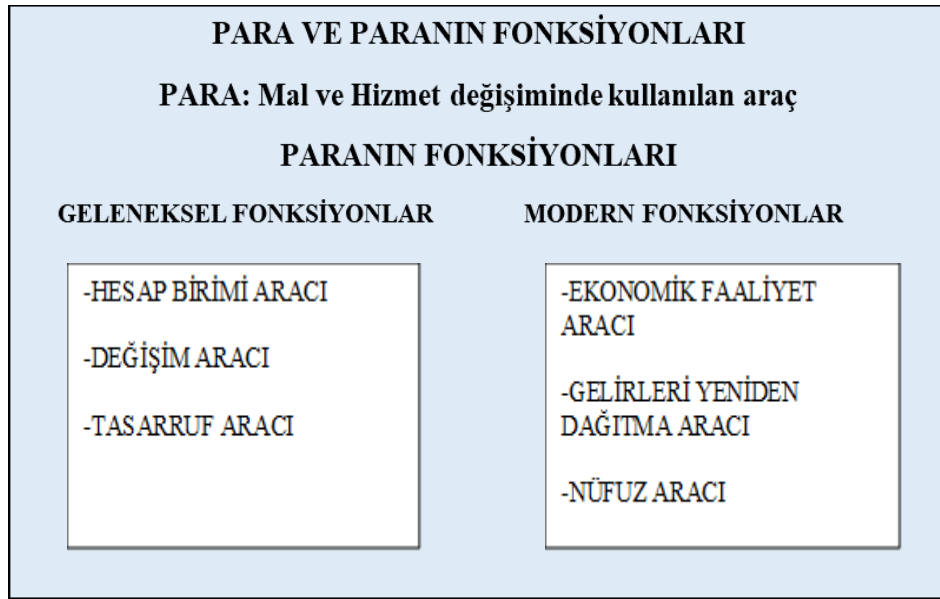 PARA VE PARANIN FONKSİYONLARI
PARA: Mal ve Hizmet değişiminde kullanılan araç
PARANIN FONKSİYONLARI
GELENEKSEL FONKSİYONLAR
-HESAP BİRİMİ ARACI
-DEĞİŞİM ARACI
-TASARRUF ARACI
MODERN FONKSİYONLAR
-EKONOMİK FAALİYET
ARACI
-GELİRLERİ YENİDEN
DAĞITMA ARACI
-NÜFUZ ARACI